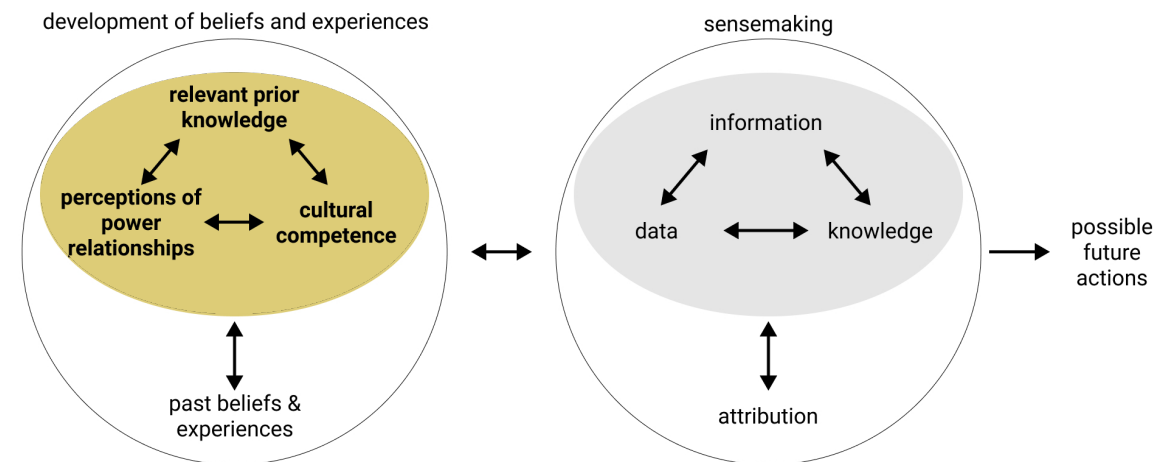 development of beliefs and experiences
relevant prior
knowledge
perceptions of
power
relationships
cultural
competence
past beliefs &
experiences
sensemaking
information
data
knowledge
attribution
possible
future
actions